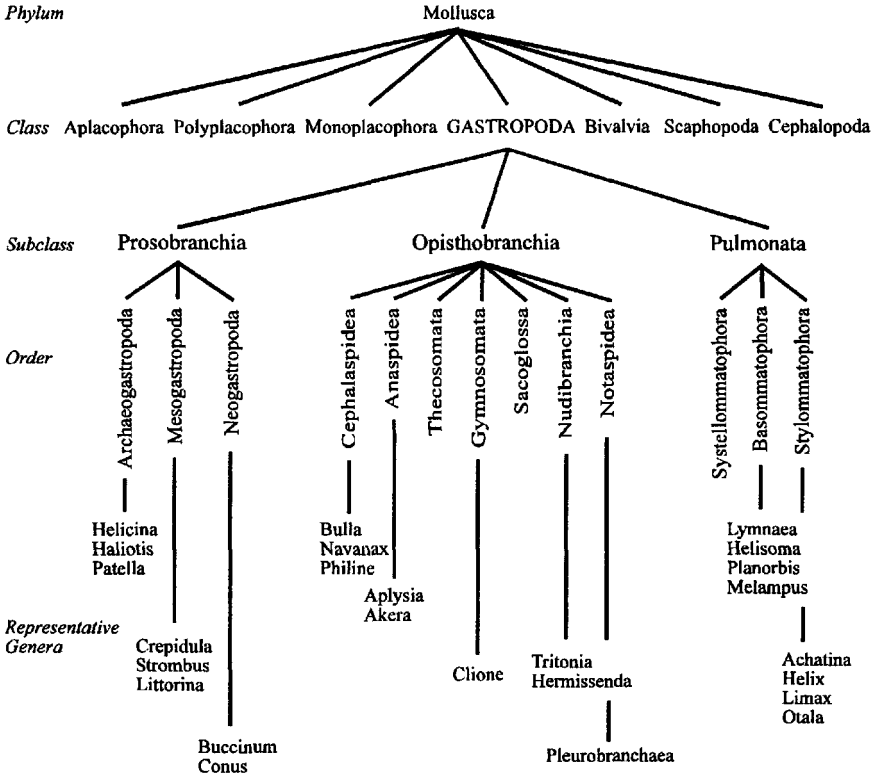 Phylum Mollusca
Class Aplacophora Polyplacophora Monoplacophora GASTROPODA Bivalvia Scaphopoda Cephalopoda
Subclass Prosobranchia Opisthobranchia Pulmonata
Order
Archaeogastropoda
Mesogastropoda
Neogastropoda
Cephalaspidea
Anaspidea
Thecosomata
Gymnosomata
Sacoglossa
Nudibranchia
Notaspidea
Systellommatophora
Basommatophora
Stylommatophora
Representative
Genera
Helicina
Haliotis
Patella
Crepidula
Strombus
Littorina
Buccinum
Conus
Bulla
Navanax
Philine
Aplysia
Akera
Clione
Tritonia
Hermissenda
Pleurobranchaea
Lymnaea
Helisoma
Planorbis
Melampus
Achatina
Helix
Limax
Otala